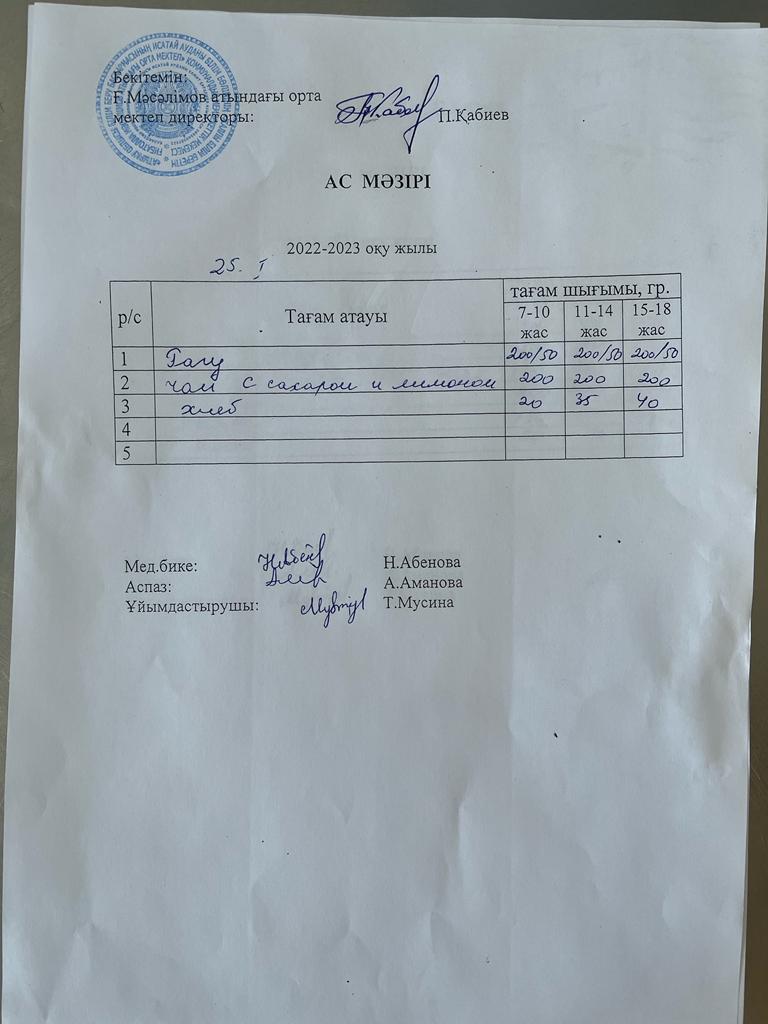 Бекітемін:
Ғ.Мәсәлімов атындағы орта
мектеп директоры: П.Қабиев
АС МӘЗІРІ
2022-2023 оқу жылы
25. I
р/с Тағам атауы тағам шығымы, гр.
7-10 жас 11-14 жас 15-18 жас
1 Рагу 200/50 200/50 200/50
2 чай с сахаром и лимоном 200 200 200
3 хлеб 20 35 40
4
5
Мед.бике: Н.Абенова
Аспаз: А.Аманова
Ұйымдастырушы: Т.Мусина